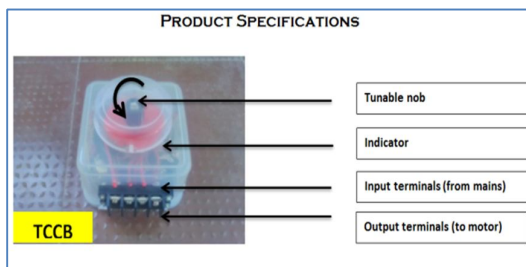 PRODUCT SPECIFICATIONS
Tunable nob
Indicator
Input terminals (from mains)
Output terminals (to motor)
TCCB